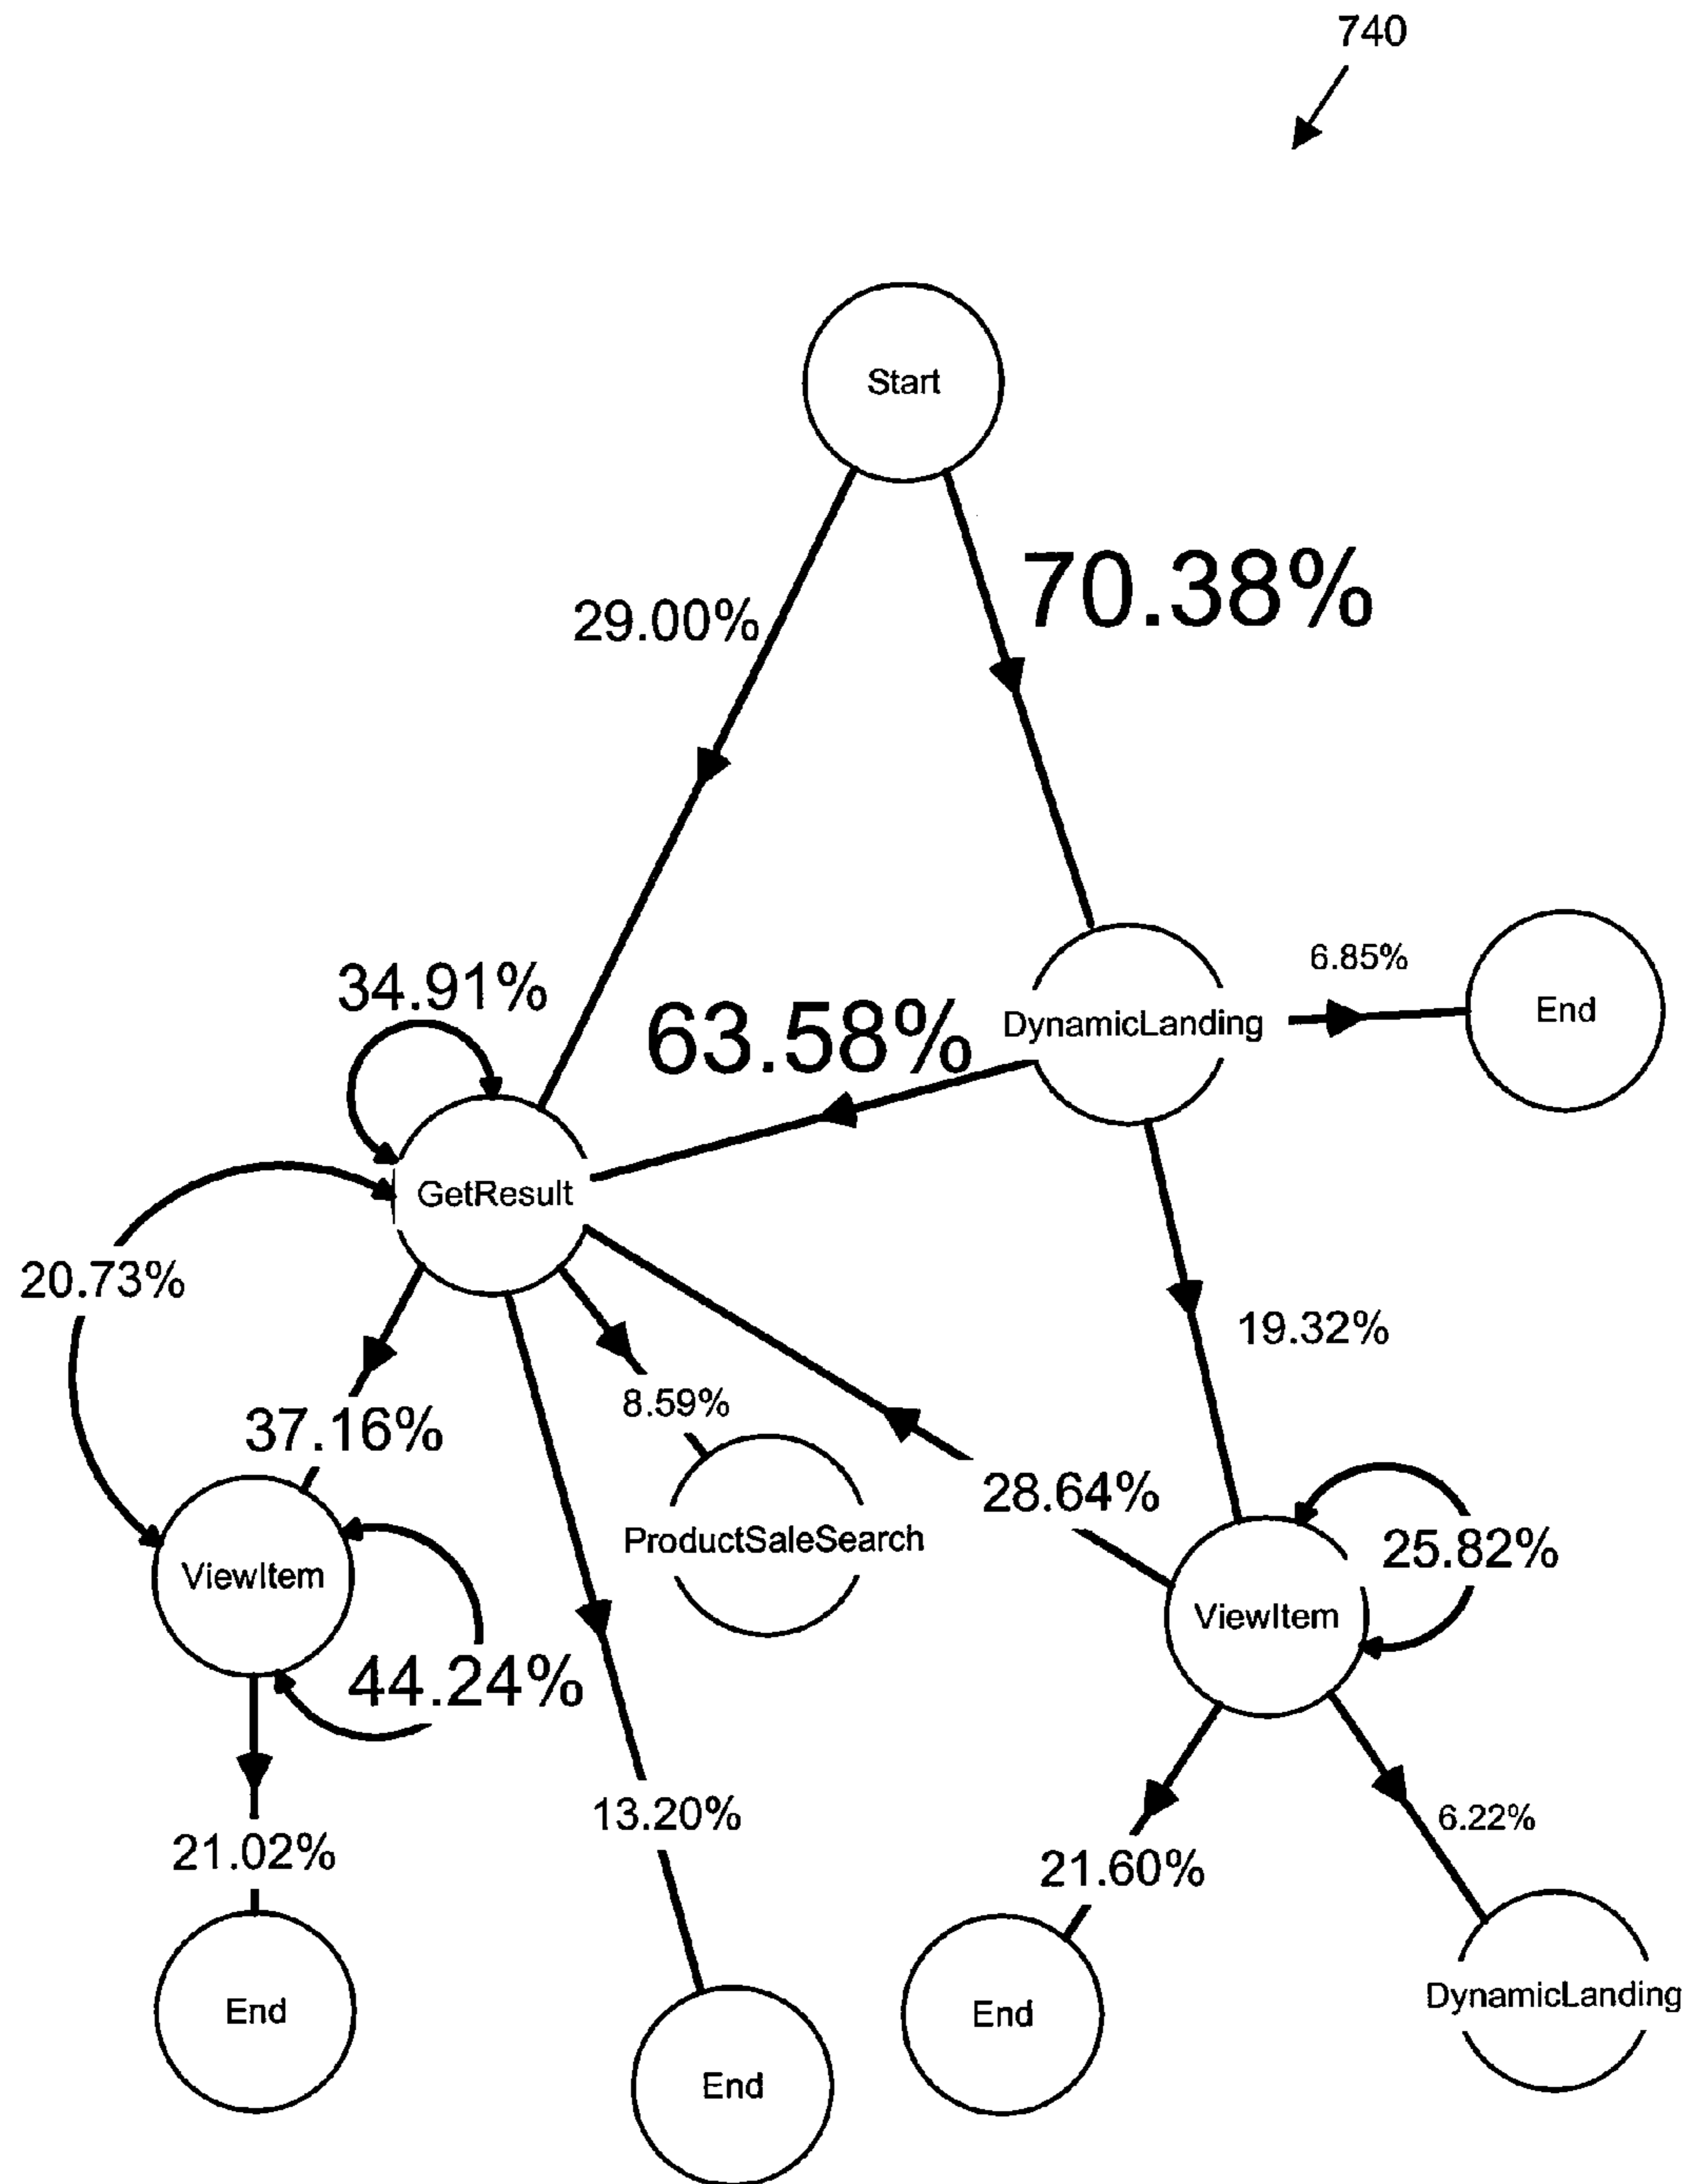 740
Start
70.38%
29.00%
6.85%
34.91%
63.58%
DynamicLanding
End
GetResult
20.73%
19.32%
8.59%
37.16%
28.64%
ProductSaleSearch
25.82%
ViewItem
ViewItem
44.24%
13.20%
6.22%
21.02%
21.60%
DynamicLanding
End
End
End